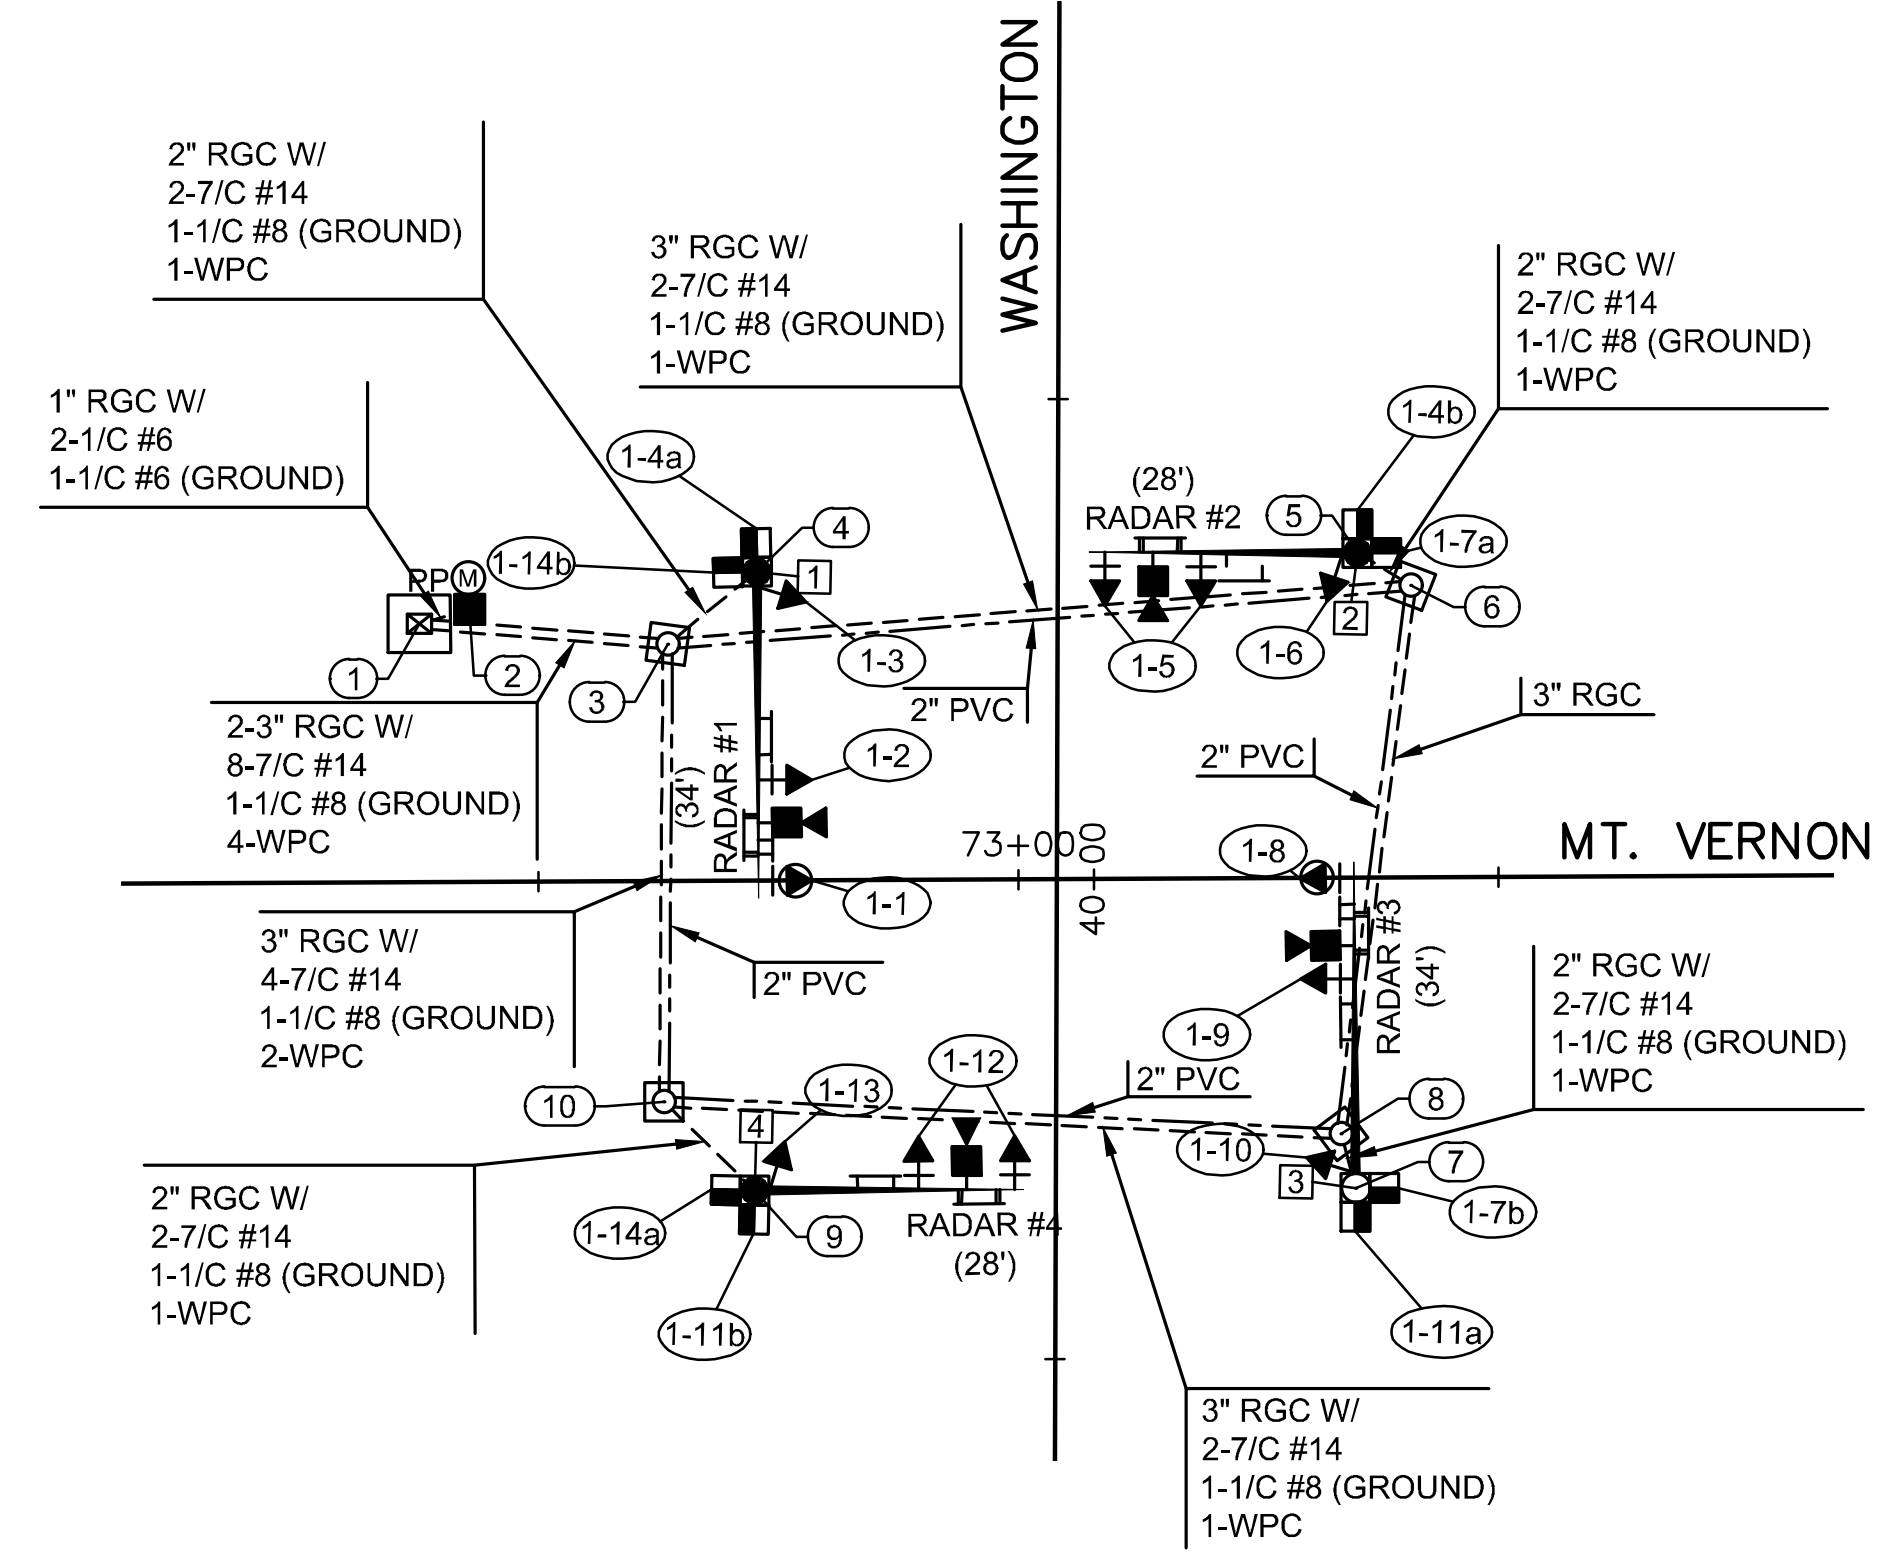 WASHINGTON
2" RGC W/
2-7/C #14
1-1/C #8 (GROUND)
1-WPC
3" RGC W/
2-7/C #14
1-1/C #8 (GROUND)
1-WPC
2" RGC W/
2-7/C #14
1-1/C #8 (GROUND)
1-WPC
1" RGC W/
2-1/C #6
1-1/C #6 (GROUND)
1-4a
1-4b
(28')
RADAR #2
4
5
1-7a
1-14b
1
PP
M
2
6
1
2
3
1-3
1-5
1-6
2" PVC
3" RGC
2-3" RGC W/
8-7/C #14
1-1/C #8 (GROUND)
4-WPC
(34')
RADAR #1
1-2
2" PVC
73+00
40+00
MT. VERNON
1-8
1-1
3" RGC W/
4-7/C #14
1-1/C #8 (GROUND)
2-WPC
2" PVC
RADAR #3
(34')
1-9
2" RGC W/
2-7/C #14
1-1/C #8 (GROUND)
1-WPC
1-12
1-13
2" PVC
10
4
8
1-10
7
3
2" RGC W/
2-7/C #14
1-1/C #8 (GROUND)
1-WPC
1-14a
9
RADAR #4
(28')
1-7b
1-11b
1-11a
3" RGC W/
2-7/C #14
1-1/C #8 (GROUND)
1-WPC